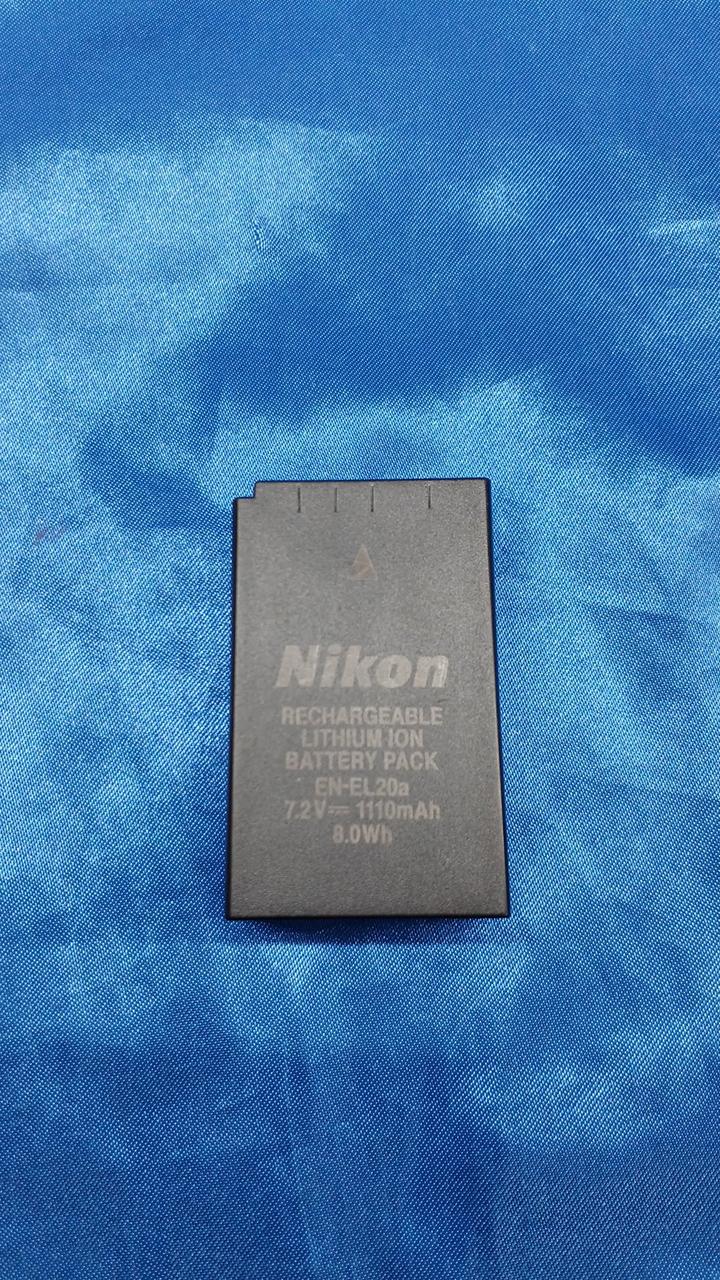 Nikon
RECHARGEABLE
LITHIUM ION
BATTERY PACK
EN-EL20a
7.2V⎓ 1110mAh
8.0Wh